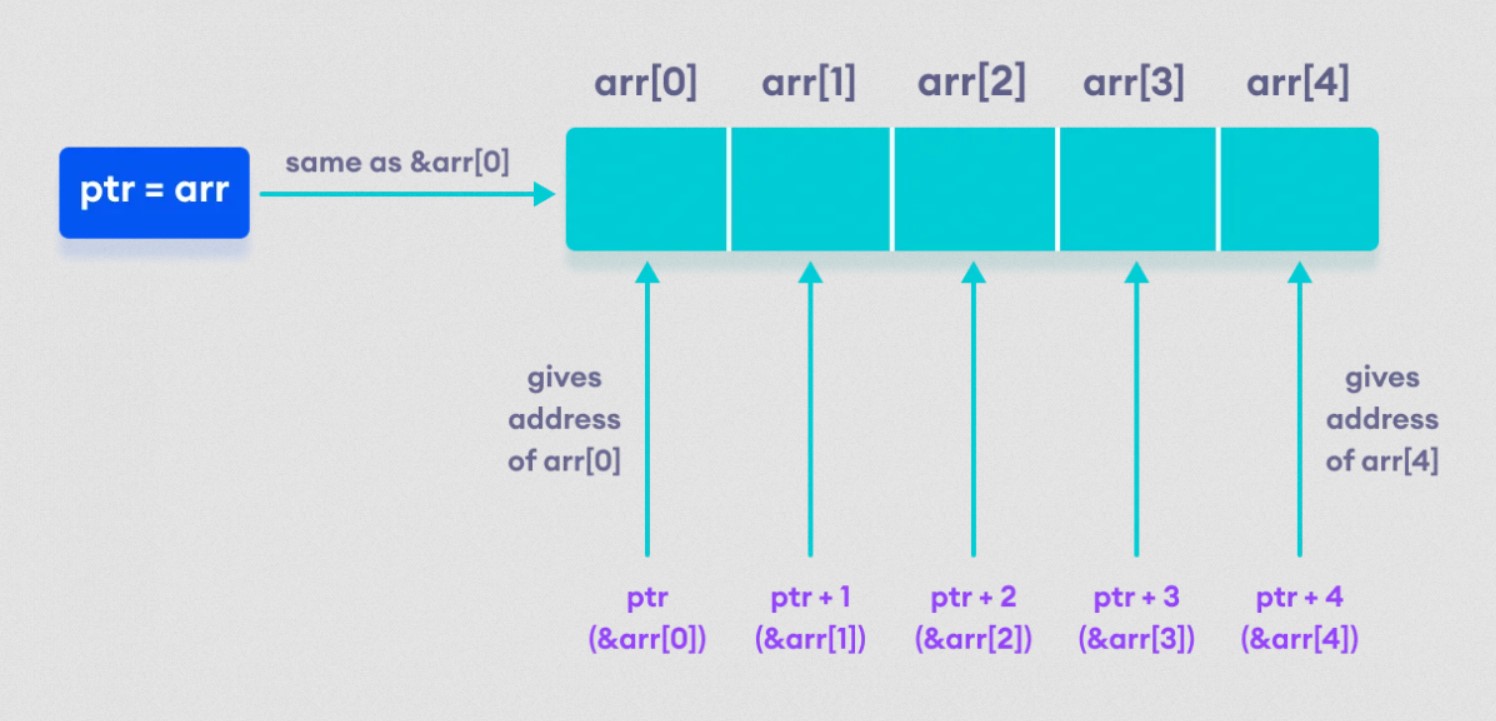 arr[0] arr[1] arr[2] arr[3] arr[4]
ptr = arr
same as &arr[0]
gives
address
of arr[0]
gives
address
of arr[4]
ptr ptr + 1 ptr + 2 ptr + 3 ptr + 4
(&arr[0]) (&arr[1]) (&arr[2]) (&arr[3]) (&arr[4])